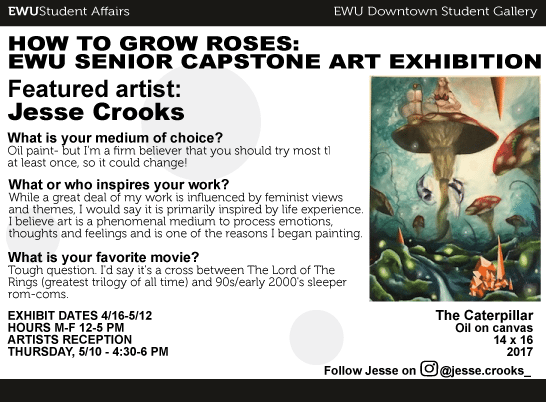 EWUStudent Affairs
EWU Downtown Student Gallery
HOW TO GROW ROSES:
EWU SENIOR CAPSTONE ART EXHIBITION
Featured artist:
Jesse Crooks
What is your medium of choice?
Oil paint- but I'm a firm believer that you should try most
at least once, so it could change!
What or who inspires your work?
While a great deal of my work is influenced by feminist views
and themes, I would say it is primarily inspired by life experience.
I believe art is a phenomenal medium to process emotions,
thoughts and feelings and is one of the reasons I began painting.
What is your favorite movie?
Tough question. I'd say it's a cross between The Lord of The
Rings (greatest trilogy of all time) and 90s/early 2000's sleeper
rom-coms.
EXHIBIT DATES 4/16-5/12
HOURS M-F 12-5 PM
ARTISTS RECEPTION
THURSDAY, 5/10 - 4:30-6 PM
The Caterpillar
Oil on canvas
14 x 16
2017
Follow Jesse on @jesse.crooks_